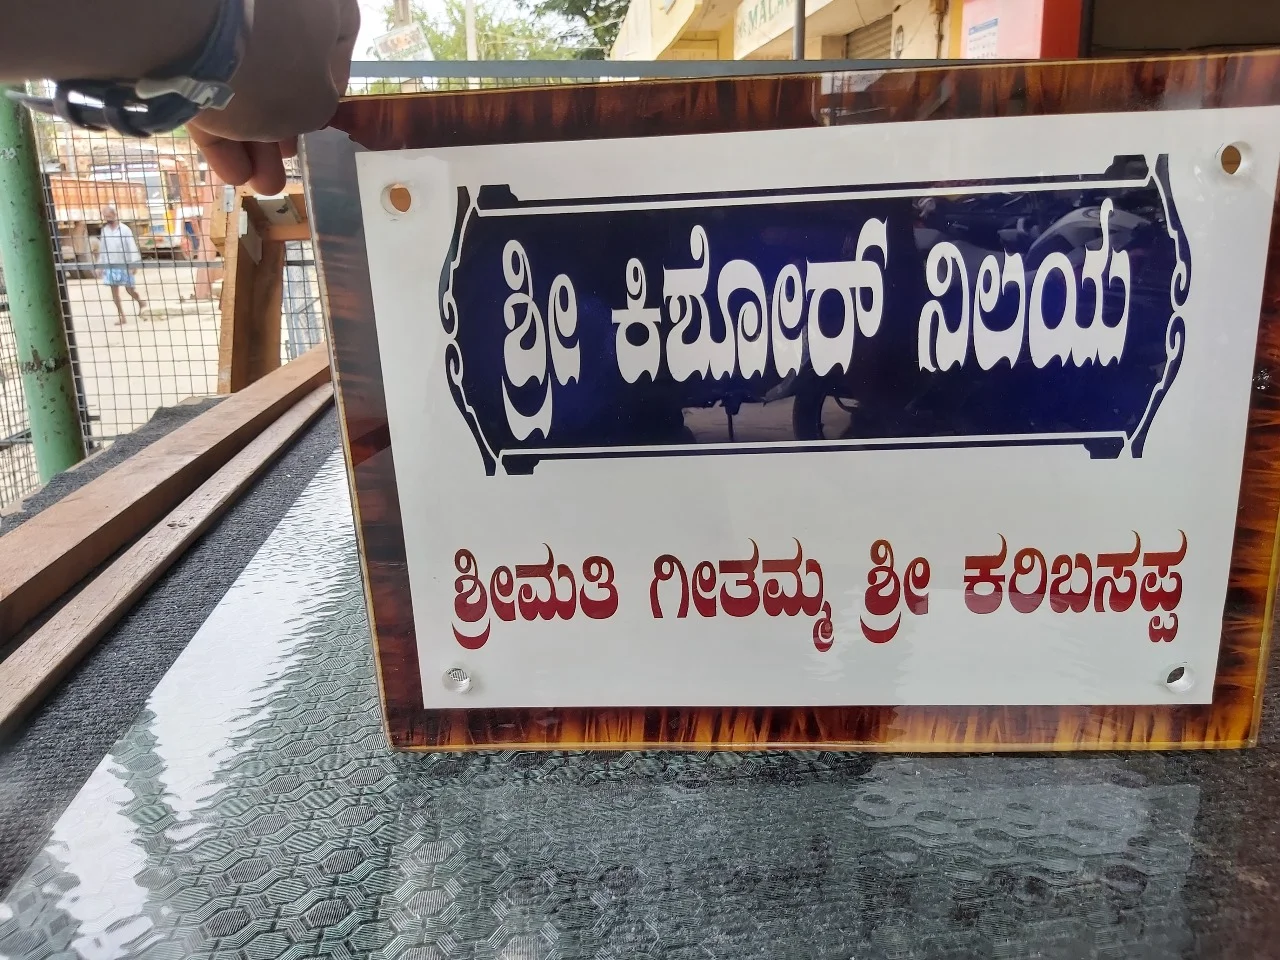 ಶ್ರೀ ಕಿಶೋರ್ ನಿಲಯ
ಶ್ರೀಮತಿ ಗೀತಮ್ಮ ಶ್ರೀ ಕರಿಬಸಪ್ಪ